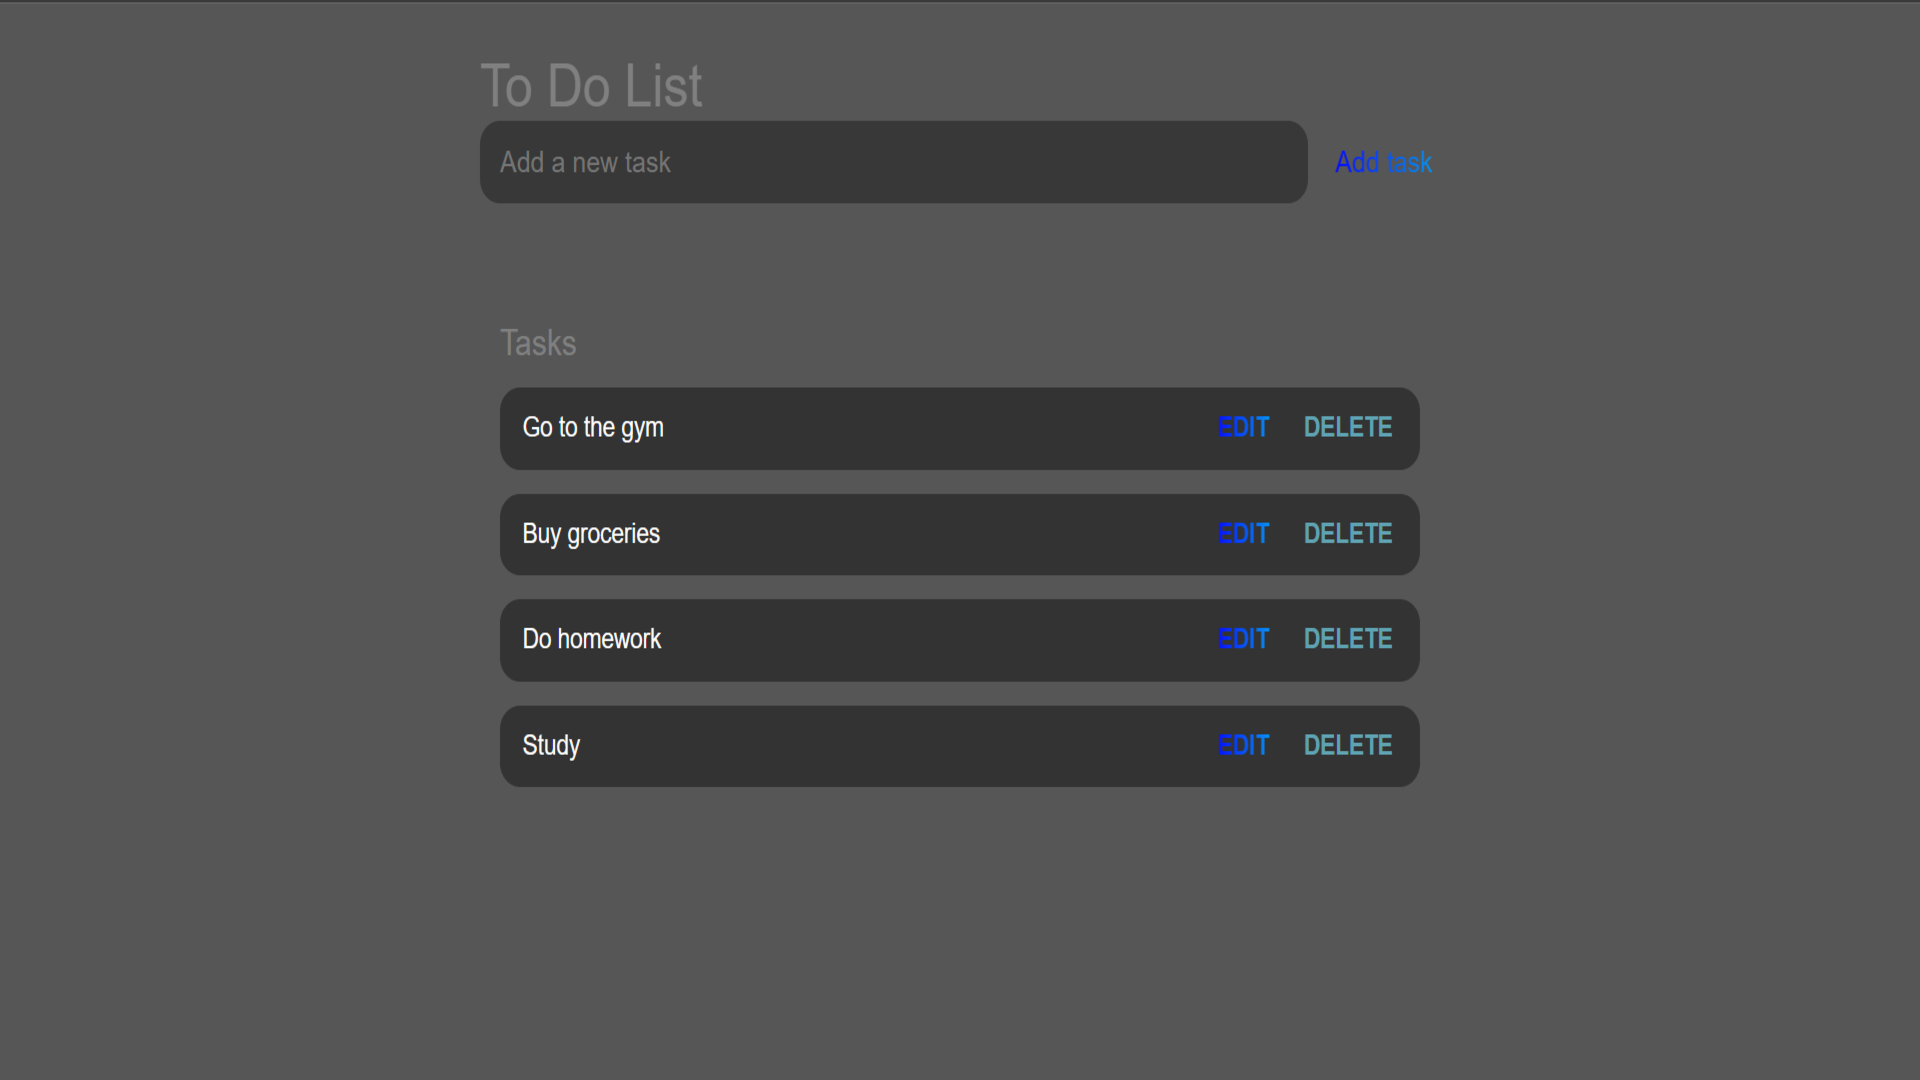 To Do List
Add a new task Add task
Tasks
Go to the gym EDIT DELETE
Buy groceries EDIT DELETE
Do homework EDIT DELETE
Study EDIT DELETE